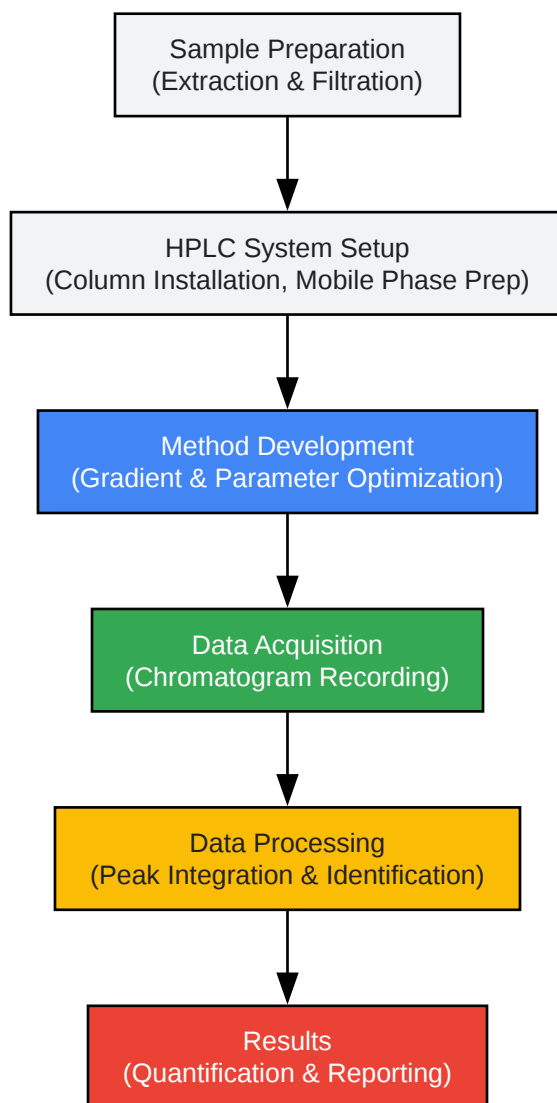 Sample Preparation
(Extraction & Filtration)
HPLC System Setup
(Column Installation, Mobile Phase Prep)
Method Development
(Gradient & Parameter Optimization)
Data Acquisition
(Chromatogram Recording)
Data Processing
(Peak Integration & Identification)
Results
(Quantification & Reporting)